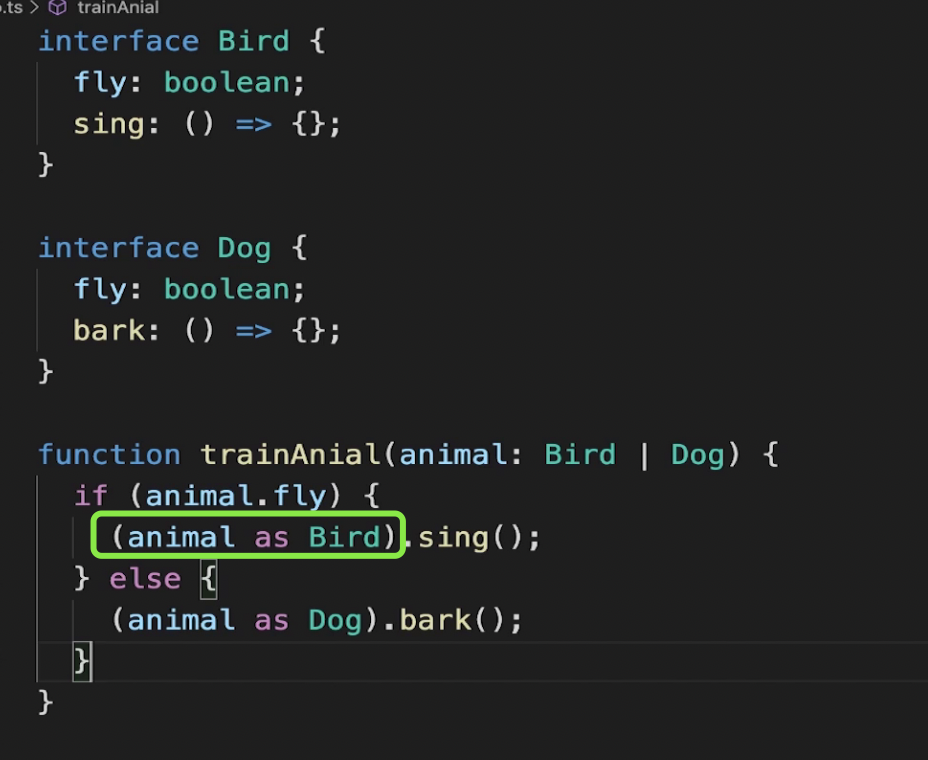 .ts > trainAnial
interface Bird {
  fly: boolean;
  sing: () => {};
}
interface Dog {
  fly: boolean;
  bark: () => {};
}
function trainAnial(animal: Bird | Dog) {
  if (animal.fly) {
    (animal as Bird).sing();
  } else {
    (animal as Dog).bark();
  }
}